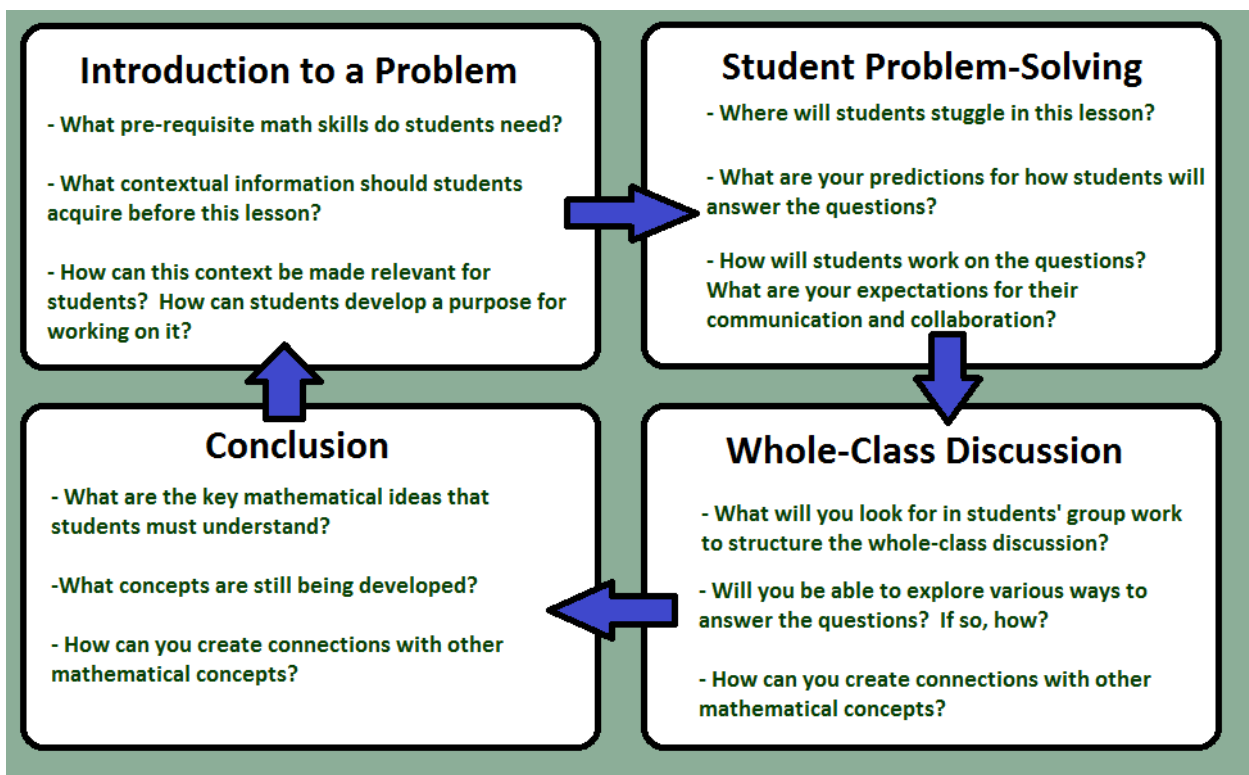 Introduction to a Problem
- What pre-requisite math skills do students need?
- What contextual information should students
acquire before this lesson?
- How can this context be made relevant for
students?  How can students develop a purpose for
working on it?
Student Problem-Solving
- Where will students stuggle in this lesson?
- What are your predictions for how students will
answer the questions?
- How will students work on the questions?
What are your expectations for their
communication and collaboration?
Whole-Class Discussion
- What will you look for in students' group work
to structure the whole-class discussion?
- Will you be able to explore various ways to
answer the questions?  If so, how?
- How can you create connections with other
mathematical concepts?
Conclusion
- What are the key mathematical ideas that
students must understand?
-What concepts are still being developed?
- How can you create connections with other
mathematical concepts?